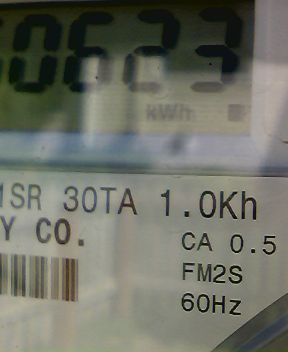 0623
kWh
1SR 30TA 1.0Kh
Y CO.
CA 0.5
FM2S
60Hz